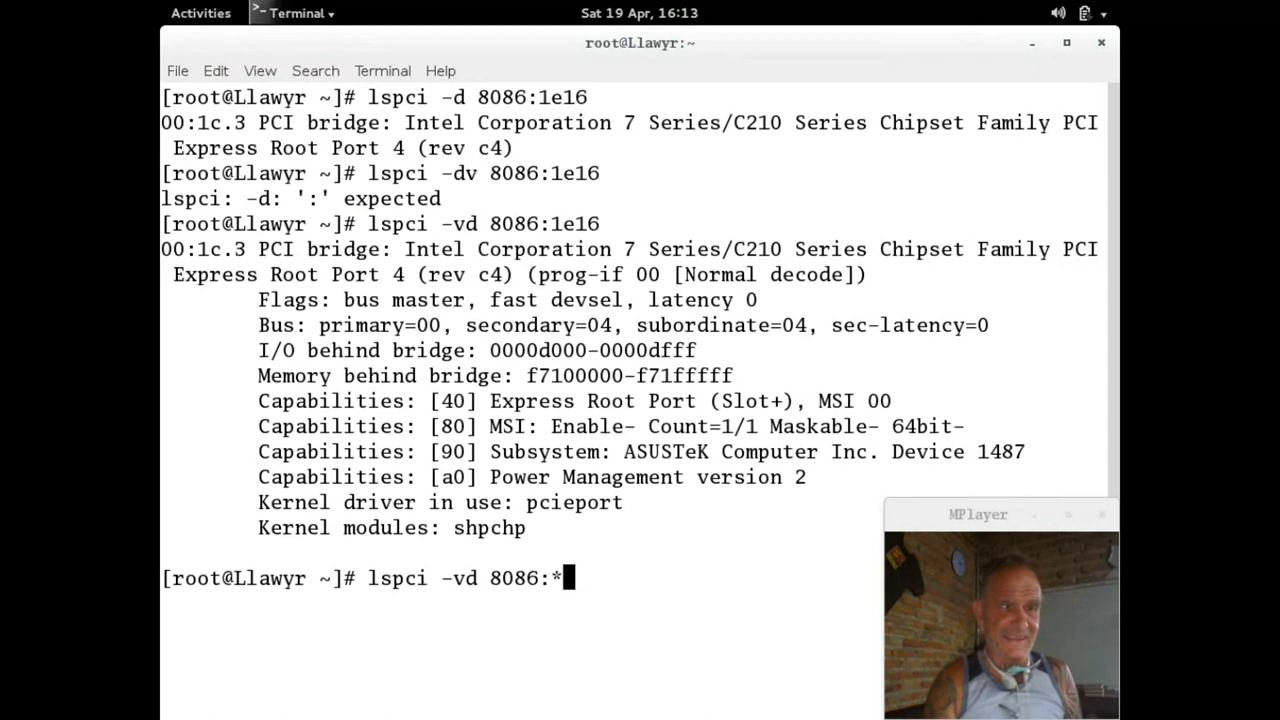 Activities
Terminal
Sat 19 Apr, 16:13
root@Llawyr:~
File Edit View Search Terminal Help
[root@Llawyr ~]# lspci -d 8086:1e16
00:1c.3 PCI bridge: Intel Corporation 7 Series/C210 Series Chipset Family PCI
Express Root Port 4 (rev c4)
[root@Llawyr ~]# lspci -dv 8086:1e16
lspci: -d: ':' expected
[root@Llawyr ~]# lspci -vd 8086:1e16
00:1c.3 PCI bridge: Intel Corporation 7 Series/C210 Series Chipset Family PCI
Express Root Port 4 (rev c4) (prog-if 00 [Normal decode])
Flags: bus master, fast devsel, latency 0
Bus: primary=00, secondary=04, subordinate=04, sec-latency=0
I/O behind bridge: 0000d000-0000dfff
Memory behind bridge: f7100000-f71fffff
Capabilities: [40] Express Root Port (Slot+), MSI 00
Capabilities: [80] MSI: Enable- Count=1/1 Maskable- 64bit-
Capabilities: [90] Subsystem: ASUSTeK Computer Inc. Device 1487
Capabilities: [a0] Power Management version 2
Kernel driver in use: pcieport
Kernel modules: shpchp
MPlayer
[root@Llawyr ~]# lspci -vd 8086:*